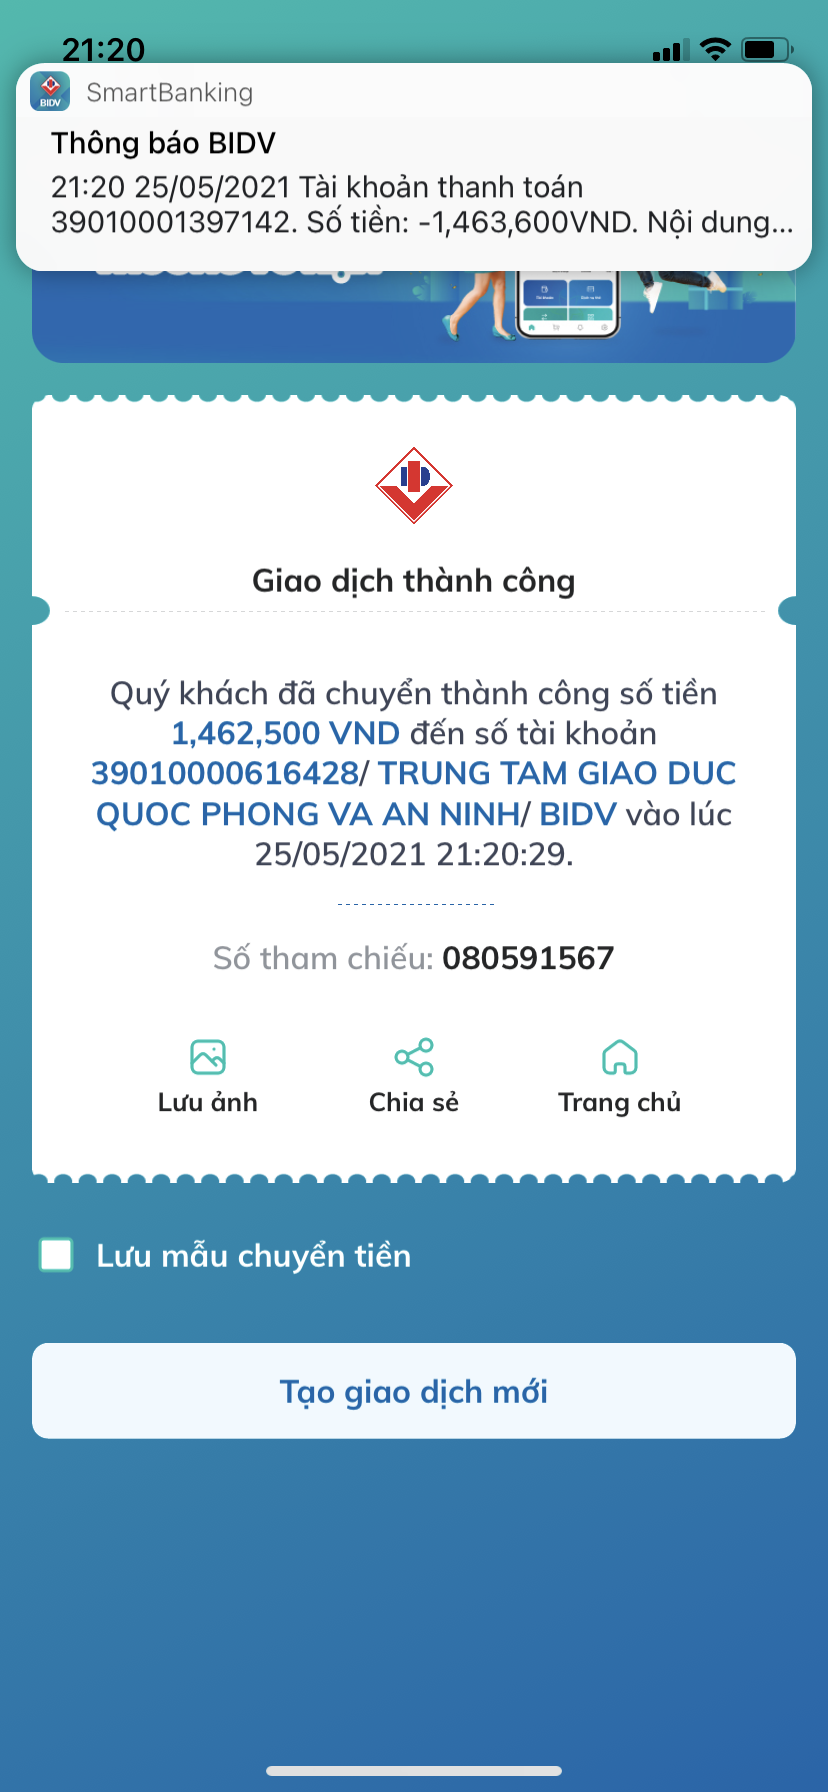 21:20
BIDV
SmartBanking
Thông báo BIDV
21:20 25/05/2021 Tài khoản thanh toán
39010001397142. Số tiền: -1,463,600VND. Nội dung...
Giao dịch thành công
Quý khách đã chuyển thành công số tiền
1,462,500 VND đến số tài khoản
39010000616428/ TRUNG TAM GIAO DUC
QUOC PHONG VA AN NINH/ BIDV vào lúc
25/05/2021 21:20:29.
Số tham chiếu: 080591567
Lưu ảnh
Chia sẻ
Trang chủ
Lưu mẫu chuyển tiền
Tạo giao dịch mới